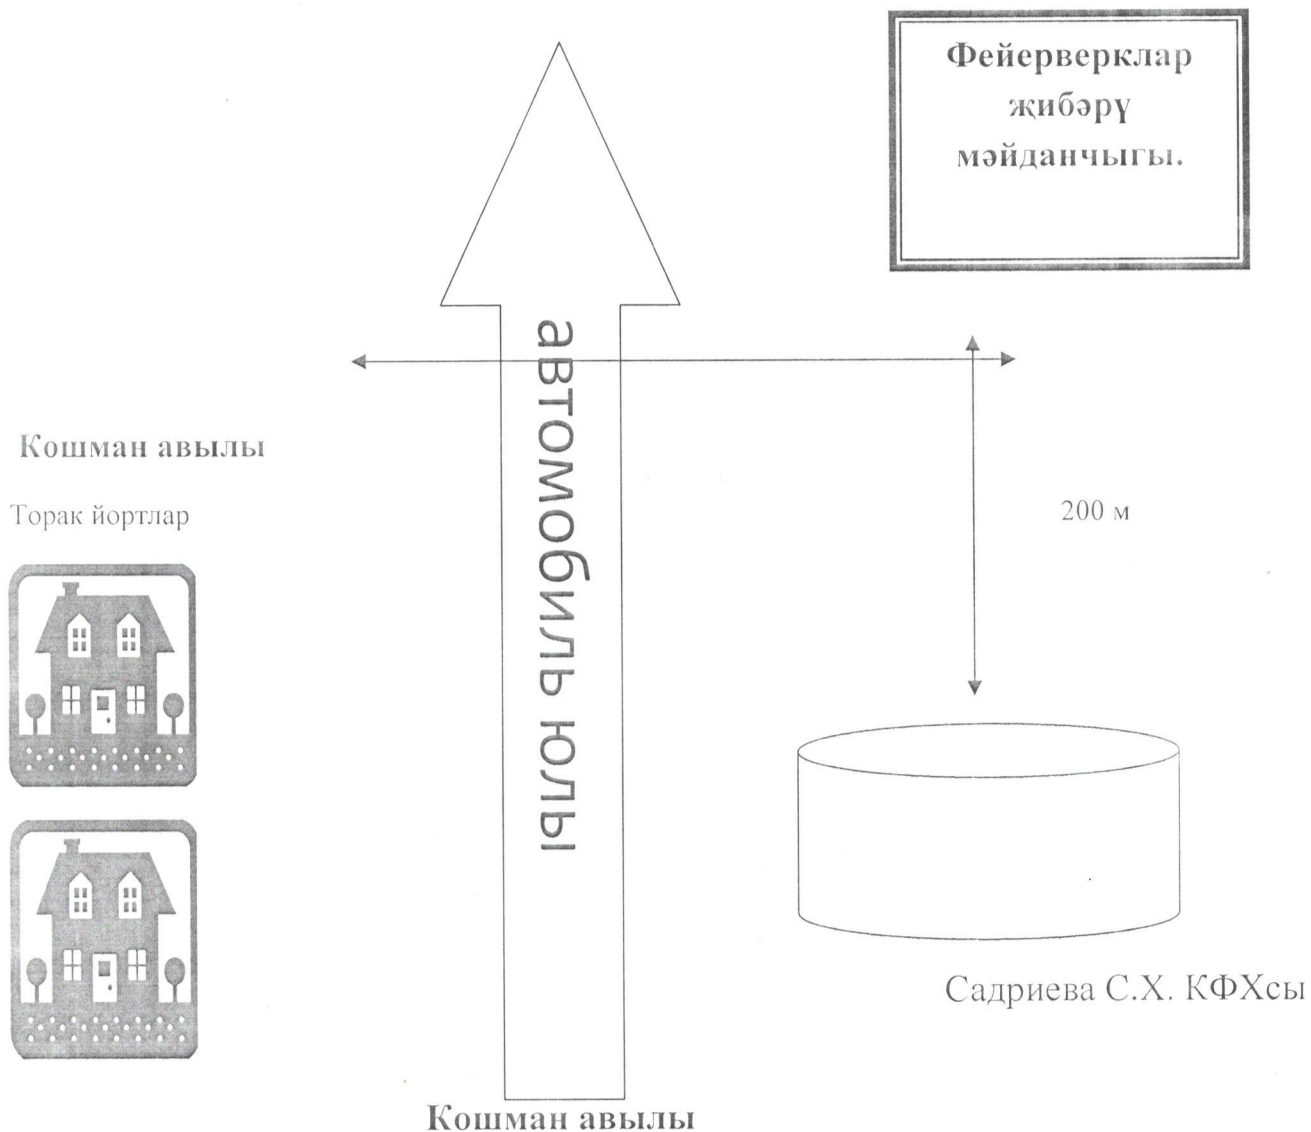 Фейерверклар
җибәрү
мәйданчыгы.
автомобиль юлы
Кошман авылы
Торак йортлар
200 м
Садриева С.Х. КФХсы
Кошман авылы